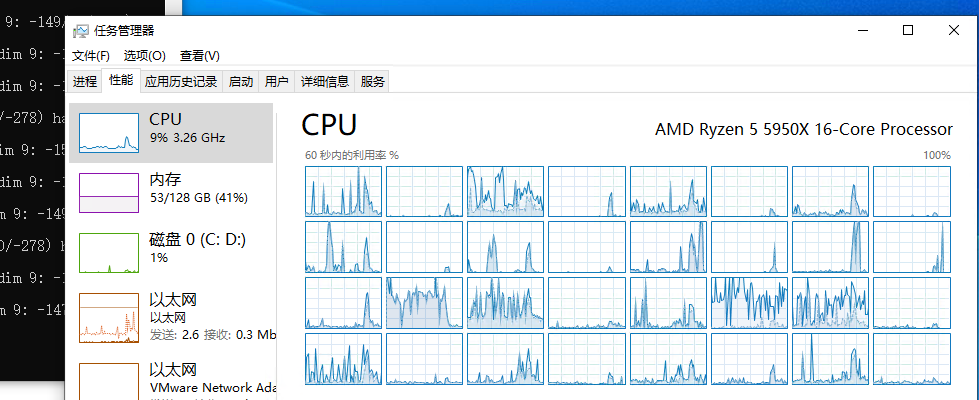 9: -149/
任务管理器
dim 9: -1
文件(F) 选项(O) 查看(V)
dim 9: -1
进程 性能 应用历史记录 启动 用户 详细信息 服务
/-278) ha
CPU
9% 3.26 GHz
CPU
AMD Ryzen 5 5950X 16-Core Processor
im 9: -15
60 秒内的利用率 %
100%
dim 9: -1
内存
53/128 GB (41%)
m 9: -149
磁盘 0 (C: D:)
1%
0/-278) h
dim 9: -1
以太网
以太网
发送: 2.6 接收: 0.3 Mb
m 9: -147
以太网
VMware Network Ada